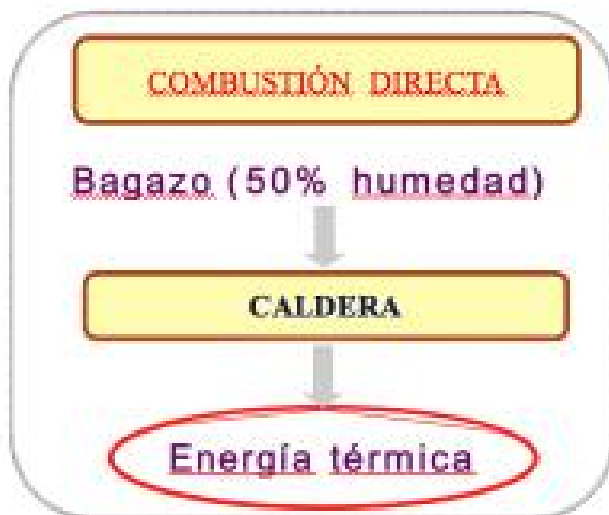 COMBUSTIÓN DIRECTA
Bagazo (50% humedad)
CALDERA
Energía térmica